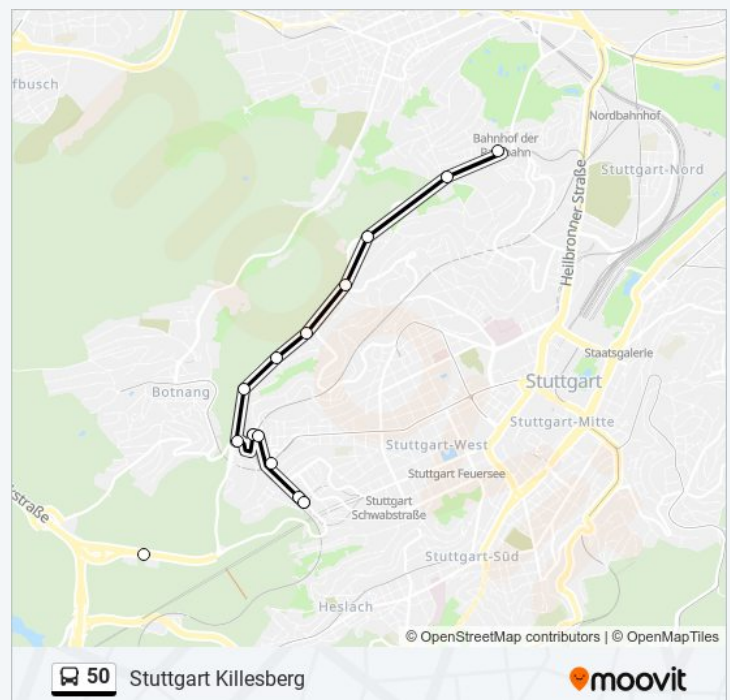 fbusch
Nordbahnhof
Bahnhof der
Stuttgart-Nord
Heilbronner Straße
Staatsgalerie
Stuttgart
Botnang
Stuttgart-Mitte
Stuttgart-West
Stuttgart Feuersee
Stuttgart
Schwabstraße
Stuttgart-Süd
Heslach
© OpenStreetMap contributors | © OpenMapTiles
50 Stuttgart Killesberg
moovit